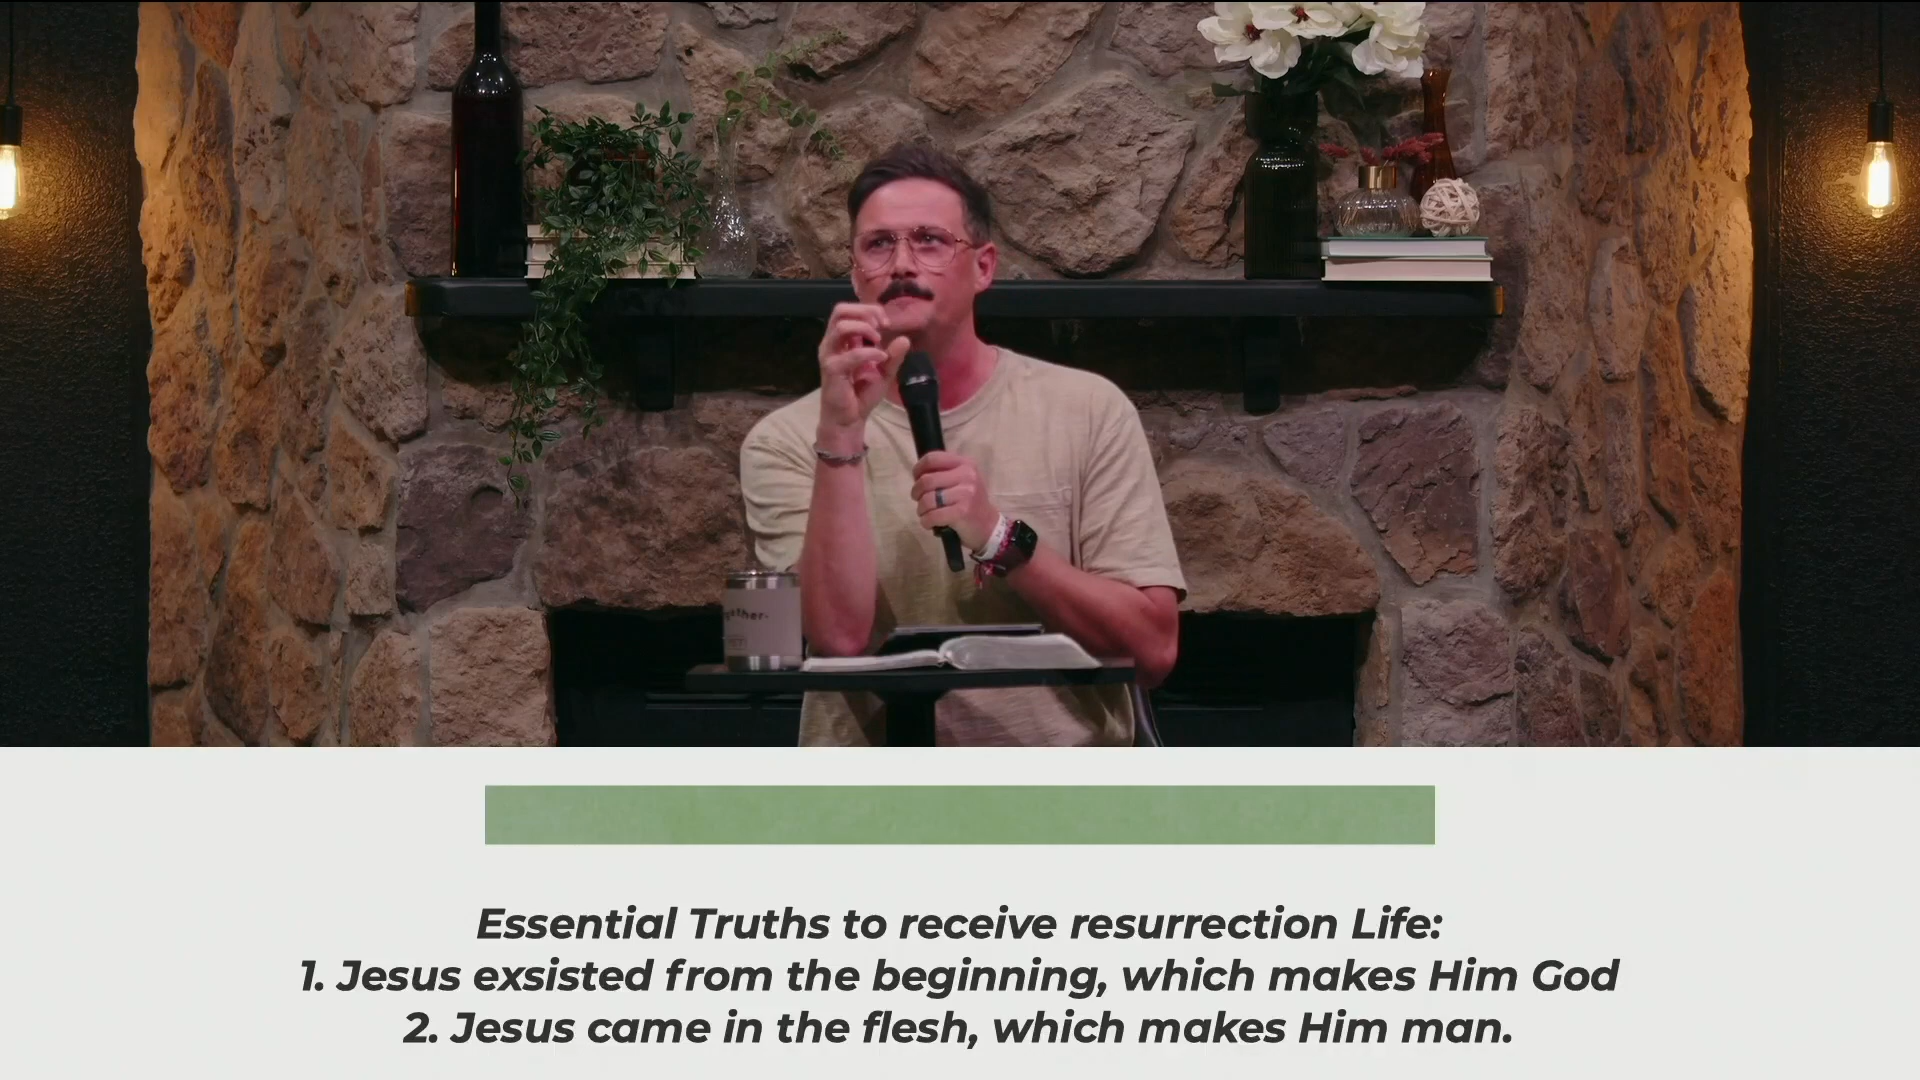 Essential Truths to receive resurrection Life:
1. Jesus exsisted from the beginning, which makes Him God
2. Jesus came in the flesh, which makes Him man.